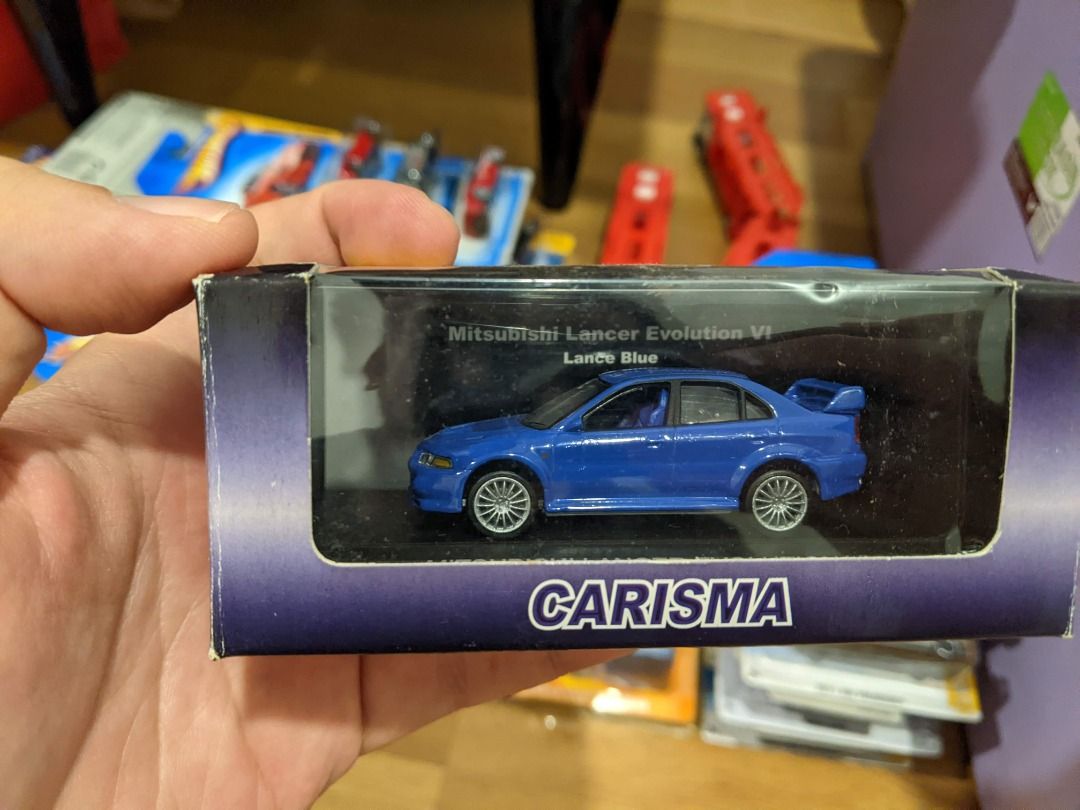 Mitsubishi Lancer Evolution VI
Lance Blue
CARISMA